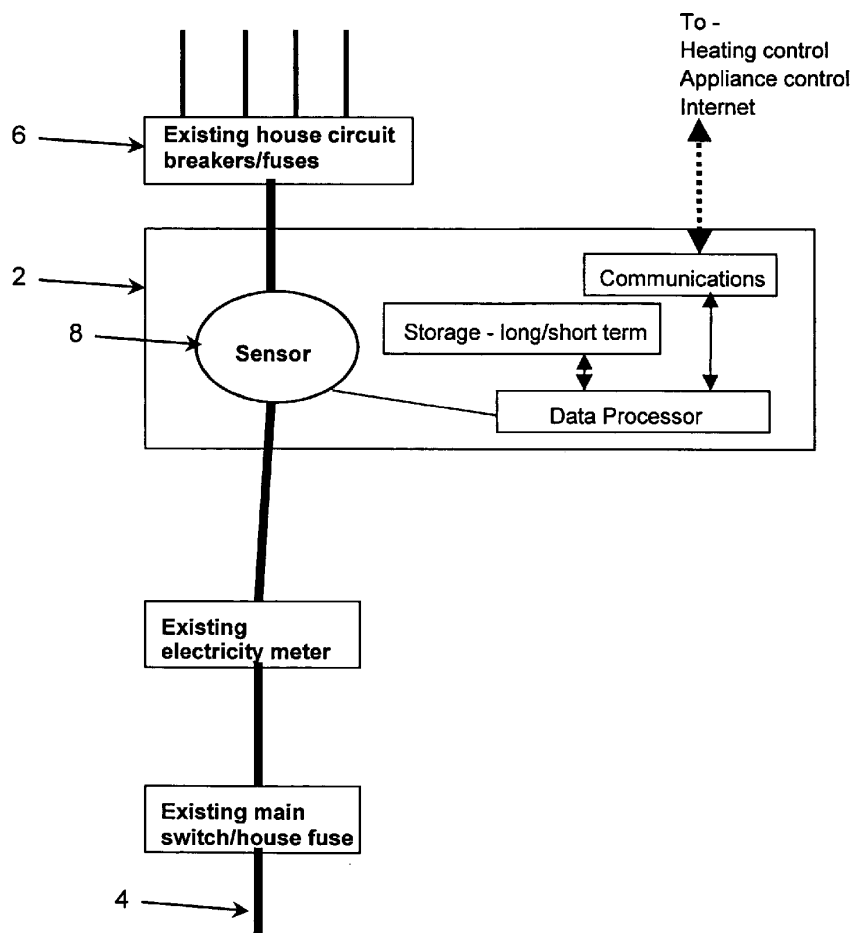 To -
Heating control
Appliance control
Internet
6
Existing house circuit
breakers/fuses
2
Communications
8
Storage - long/short term
Sensor
Data Processor
Existing
electricity meter
Existing main
switch/house fuse
4